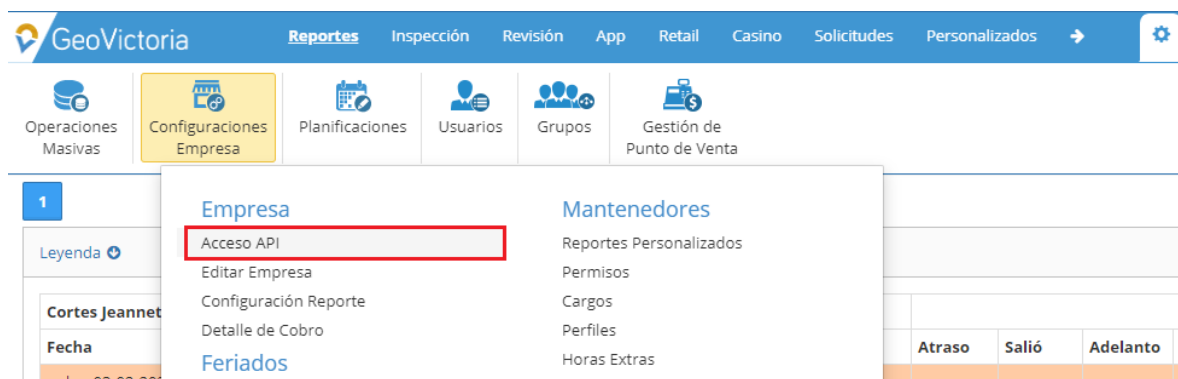 GeoVictoria
Reportes Inspección Revisión App Retail Casino Solicitudes Personalizados
Operaciones Masivas
Configuraciones Empresa
Planificaciones
Usuarios
Grupos
Gestión de Punto de Venta
1
Leyenda
Empresa
Acceso API
Editar Empresa
Configuración Reporte
Detalle de Cobro
Feriados
Mantenedores
Reportes Personalizados
Permisos
Cargos
Perfiles
Horas Extras
Cortes Jeannet
Fecha Atraso Salió Adelanto